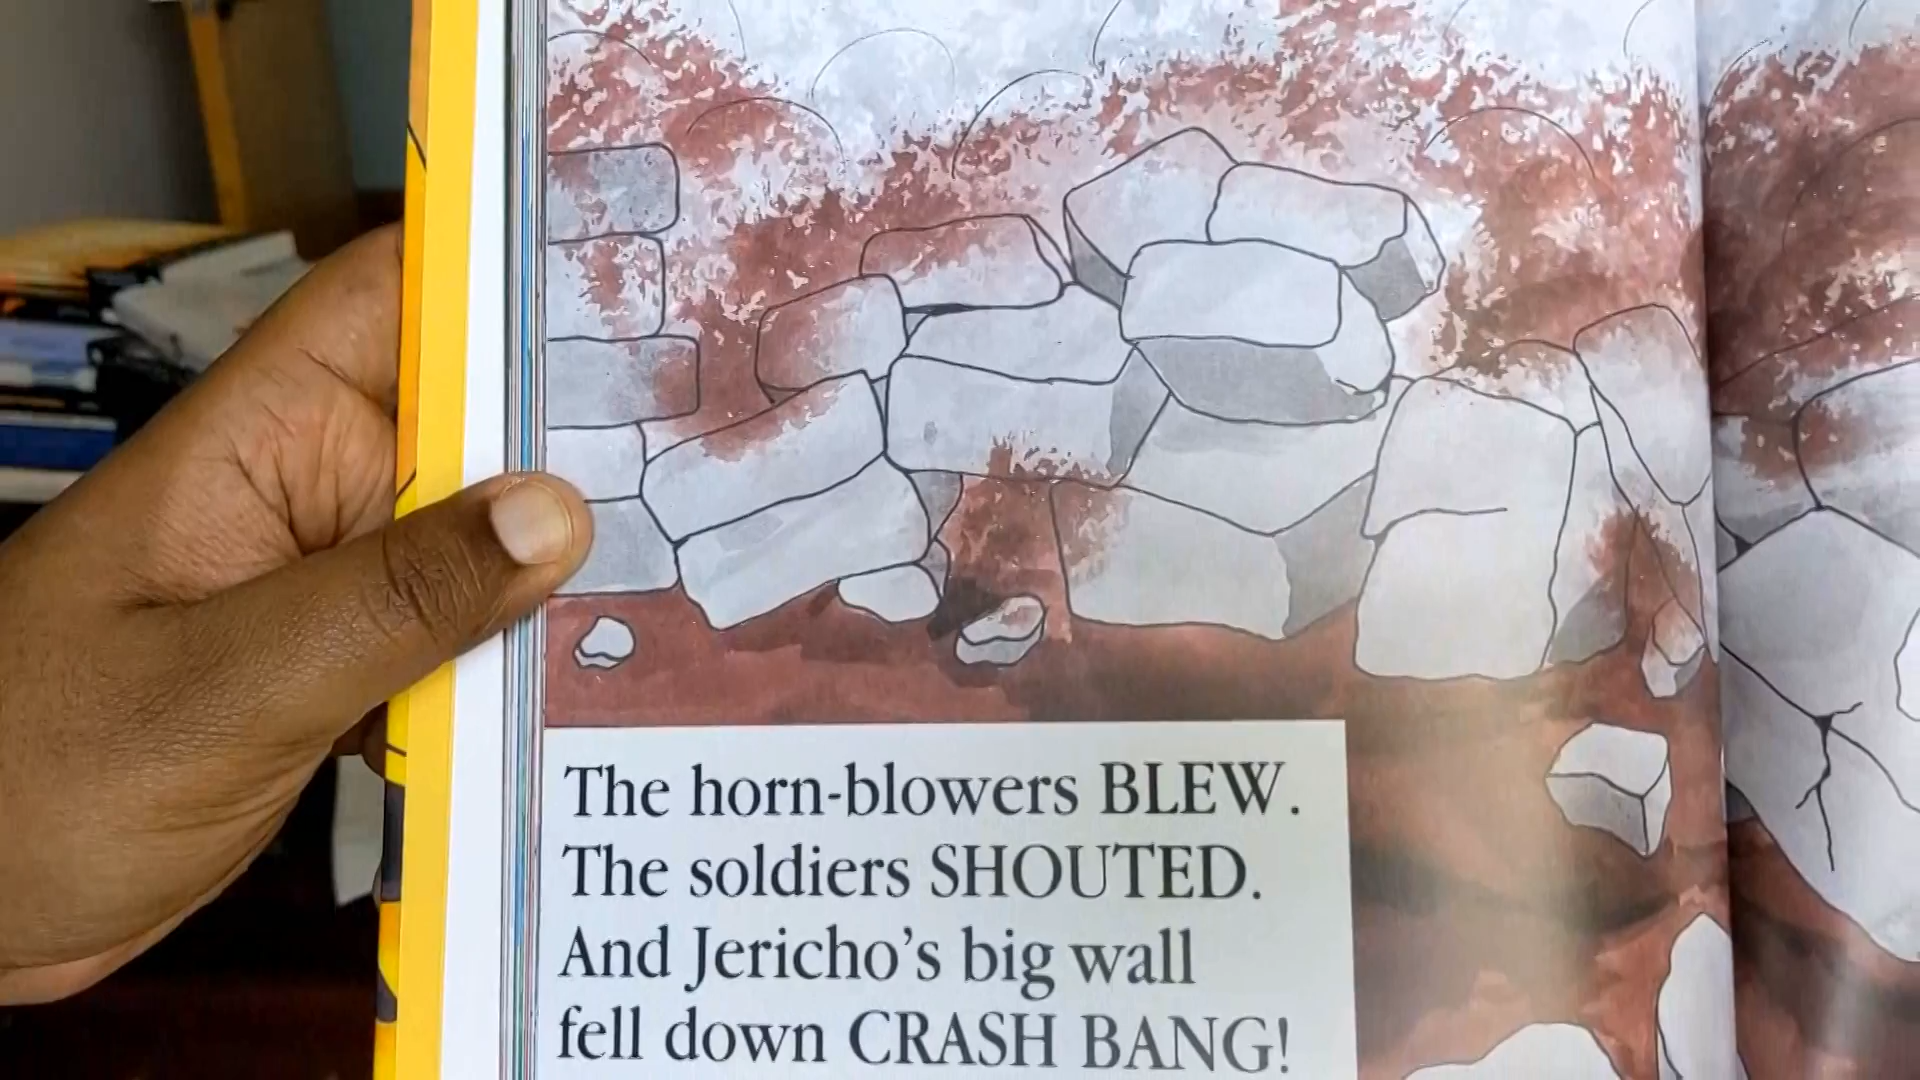 The horn-blowers BLEW.
The soldiers SHOUTED.
And Jericho’s big wall
fell down CRASH BANG!